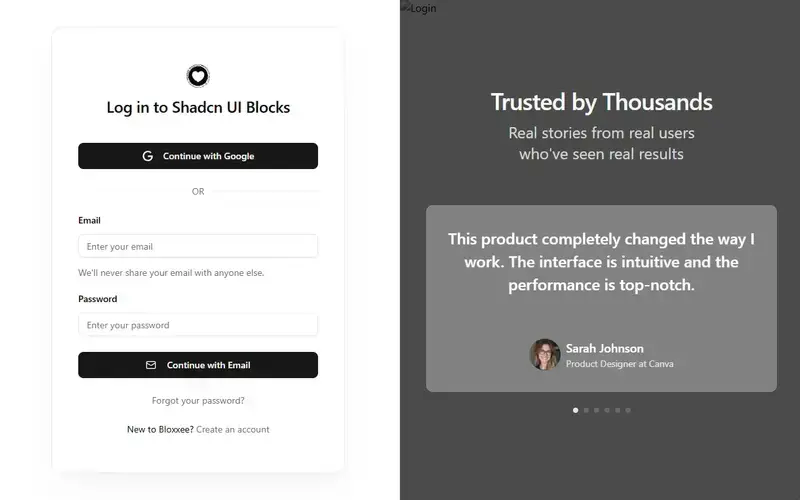 Log in to Shadcn UI Blocks
Continue with Google
OR
Email
Enter your email
We'll never share your email with anyone else.
Password
Enter your password
Continue with Email
Forgot your password?
New to Bloxxee? Create an account
Login
Trusted by Thousands
Real stories from real users
who've seen real results
This product completely changed the way I
work. The interface is intuitive and the
performance is top-notch.
Sarah Johnson
Product Designer at Canva